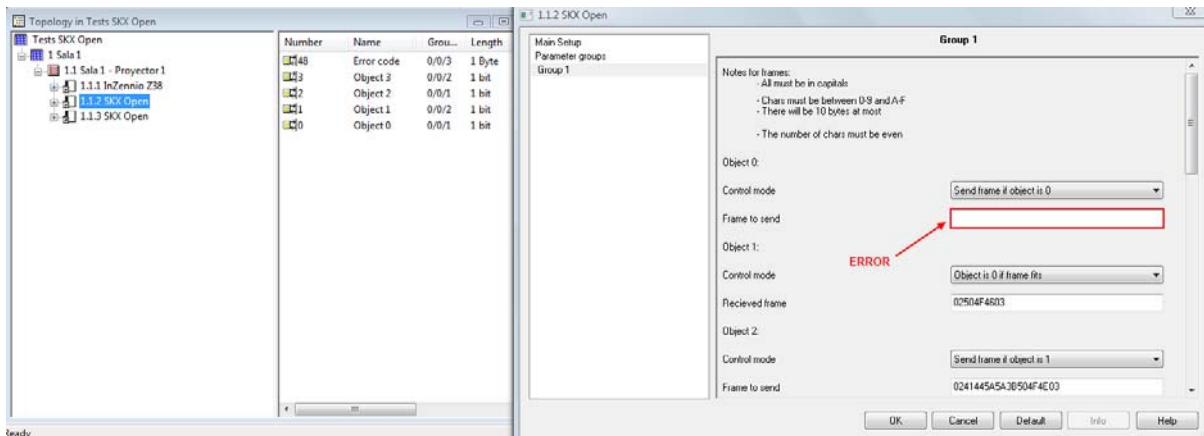 Topology in Tests SKX Open
Tests SKX Open
1 Sala 1
1.1 Sala 1 - Proyector 1
1.1.1 InZennio Z38
1.1.2 SKX Open
1.1.3 SKX Open
Number Name Grou... Length
48 Error code 0/0/3 1 Byte
3 Object 3 0/0/2 1 bit
2 Object 2 0/0/1 1 bit
1 Object 1 0/0/2 1 bit
0 Object 0 0/0/1 1 bit
Ready
1.1.2 SKX Open
Main Setup
Parameter groups
Group 1
Group 1
Notes for frames:
- All must be in capitals
- Chars must be between 0-9 and A-F
- There will be 10 bytes at most
- The number of chars must be even
Object 0:
Control mode Send frame if object is 0
Frame to send
ERROR
Object 1:
Control mode Object is 0 if frame fits
Recieved frame 02504F4603
Object 2:
Control mode Send frame if object is 1
Frame to send 0241445A5A3B504F4E03
OK Cancel Default Info Help